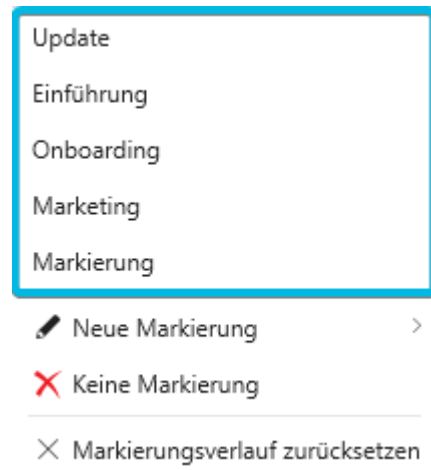 Update
Einführung
Onboarding
Marketing
Markierung
Neue Markierung
Keine Markierung
Markierungsverlauf zurücksetzen